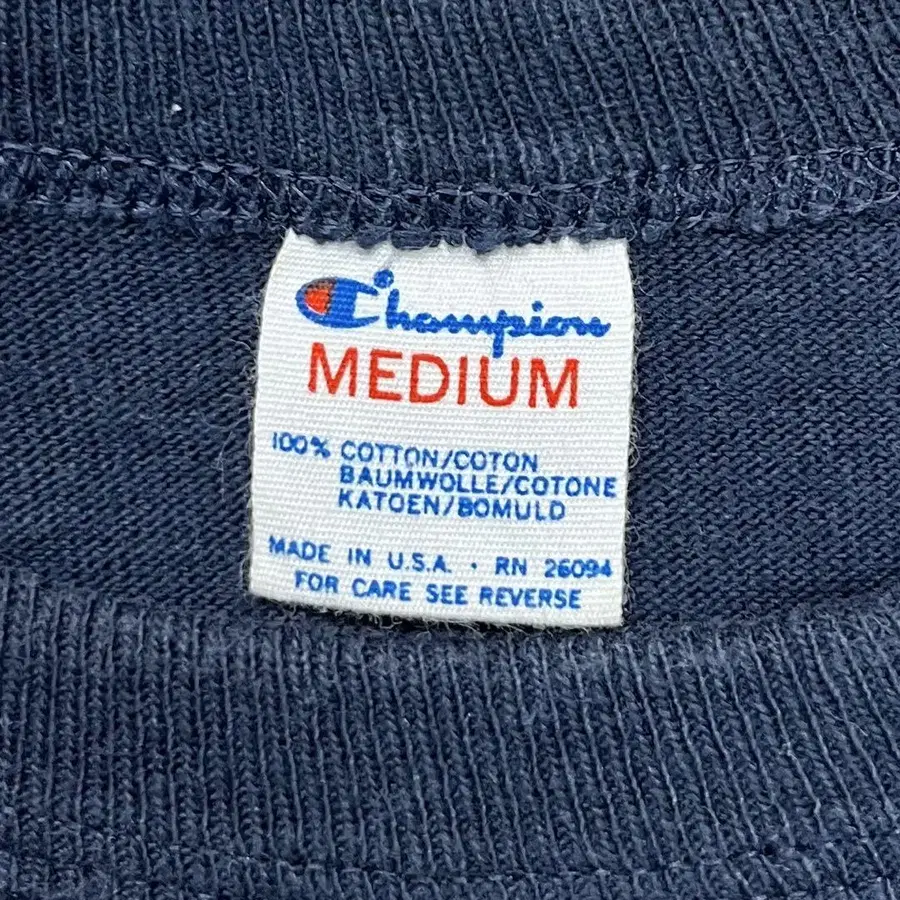 Champion
MEDIUM
100% COTTON/COTON
BAUMWOLLE/COTONE
KATOEN/BOMULD
MADE IN U.S.A. · RN 26094
FOR CARE SEE REVERSE